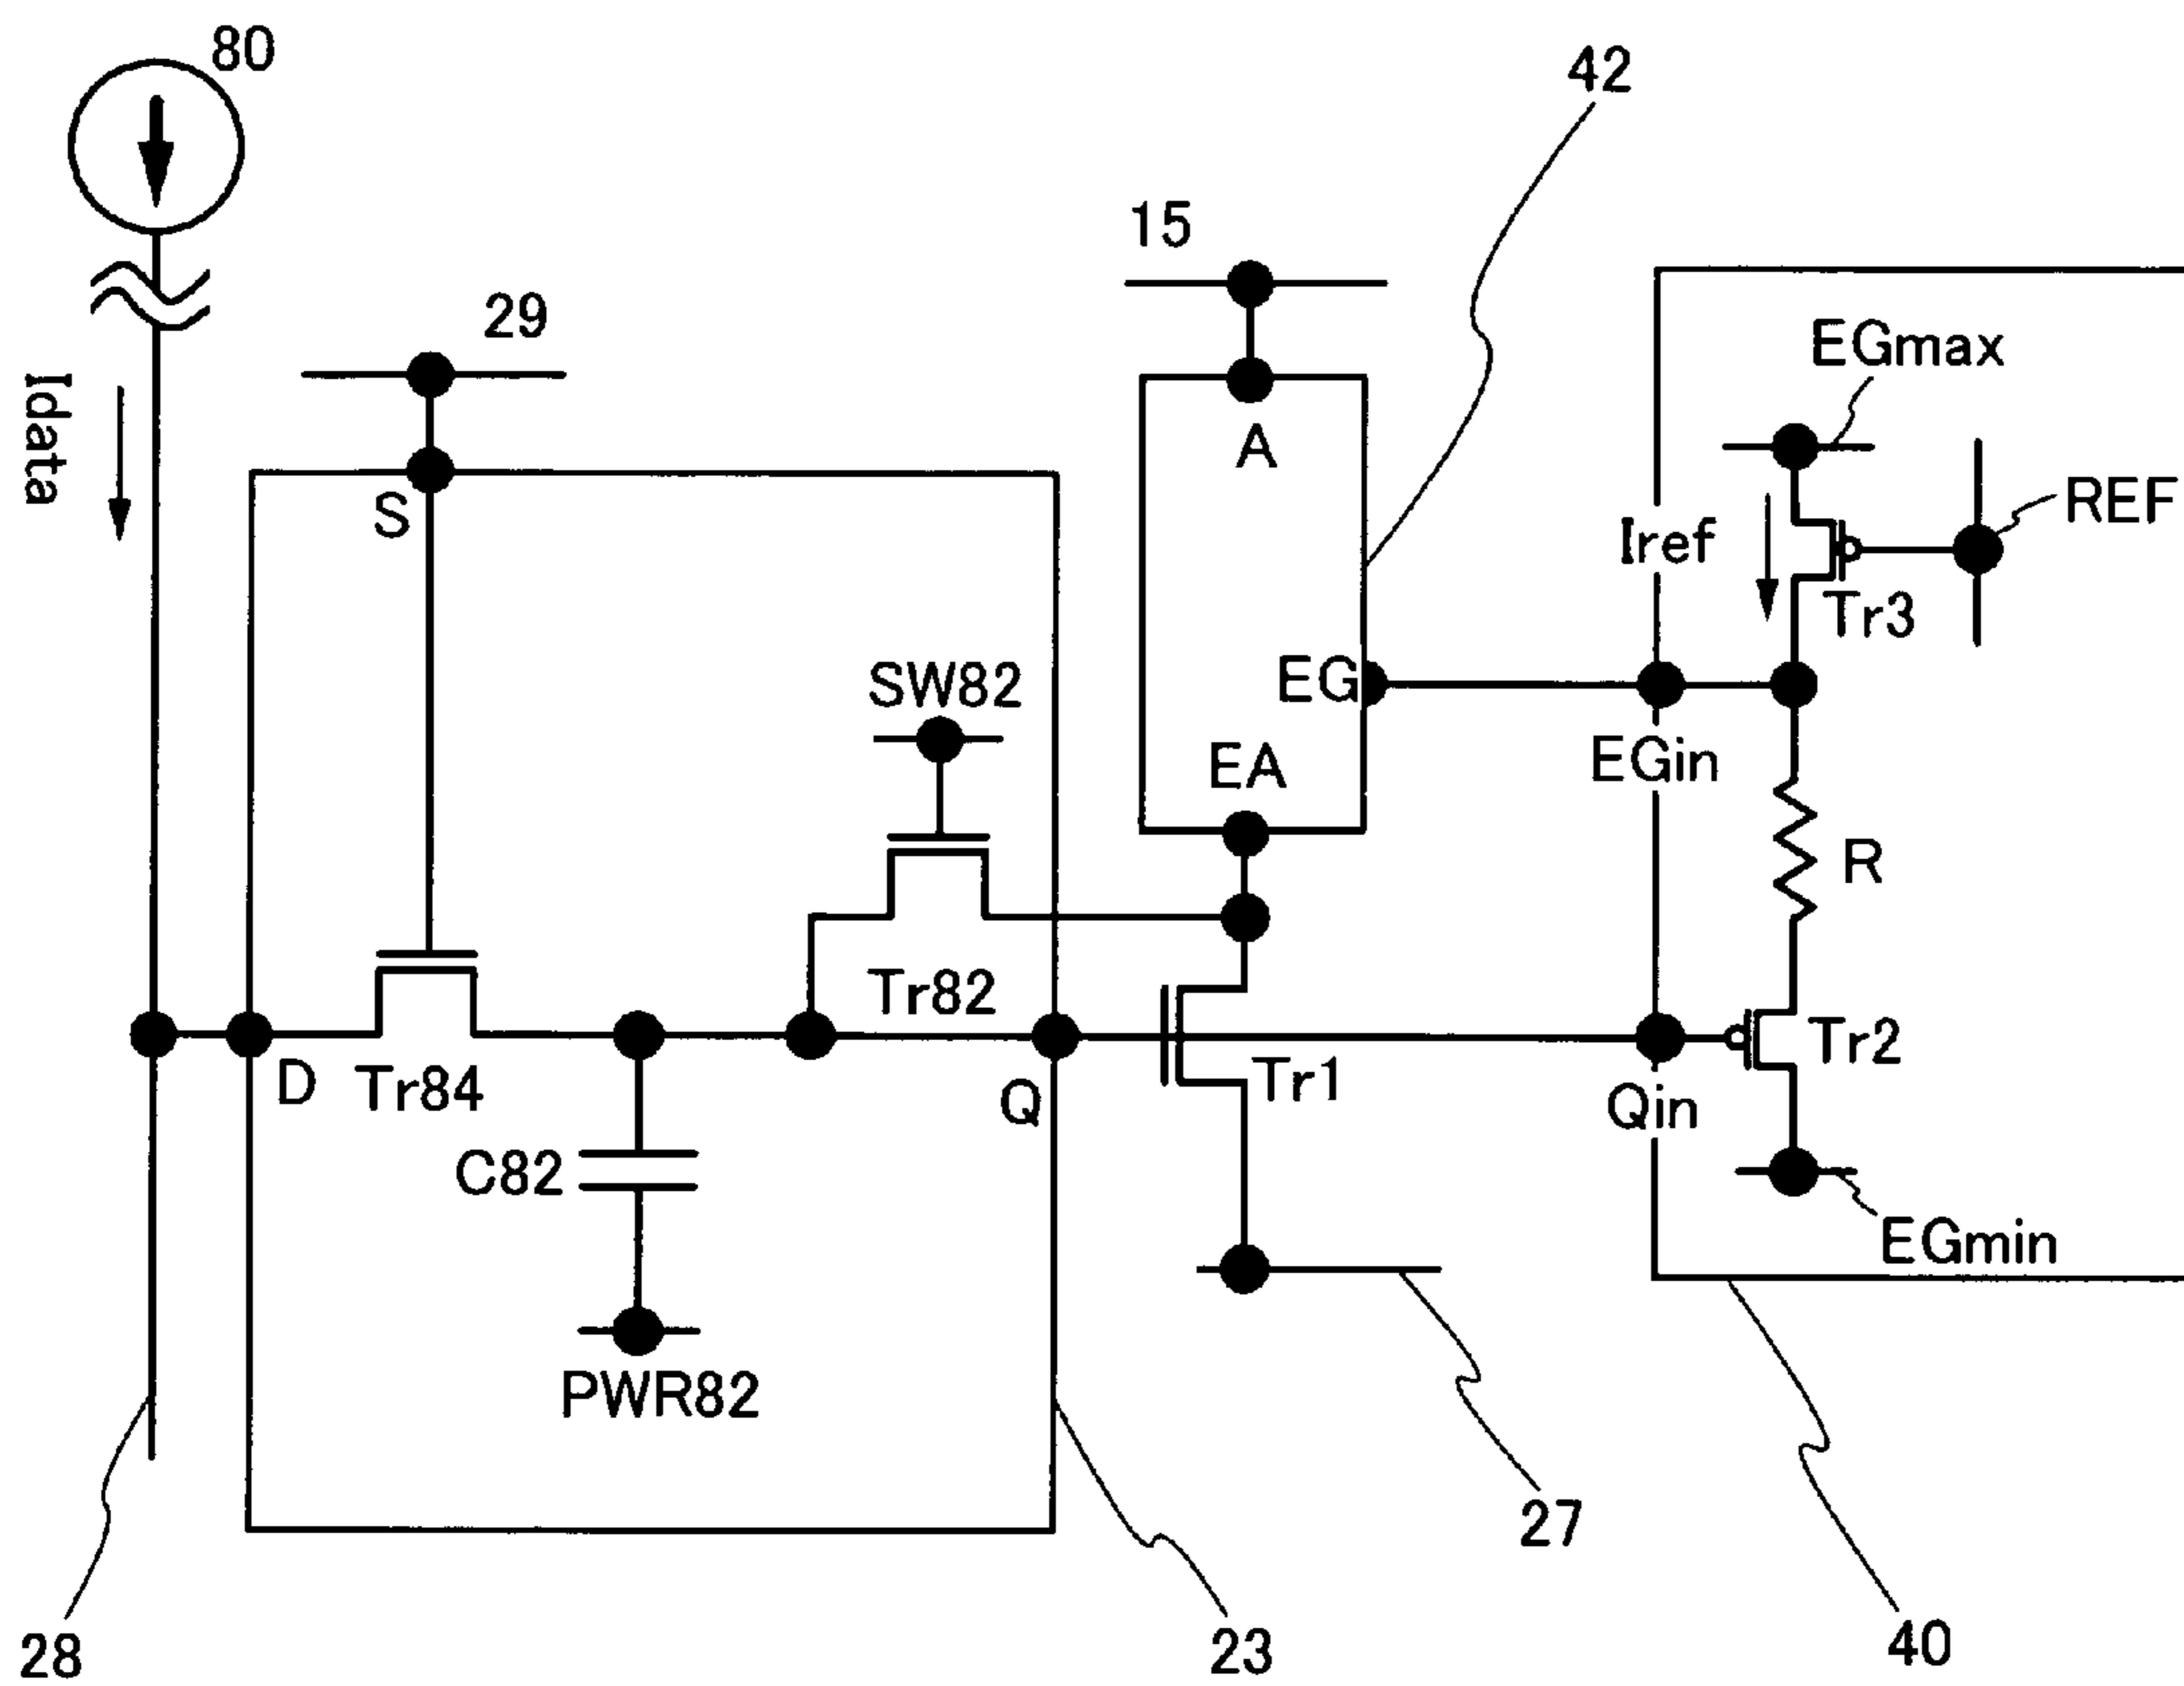 80
42
15
29
EGmax
Idata
A
REF
S
Iref
Tr3
SW82
EG
EA
EGin
R
Tr82
Tr2
D
Tr84
Q
Tr1
Qin
C82
EGmin
PWR82
27
28
23
40